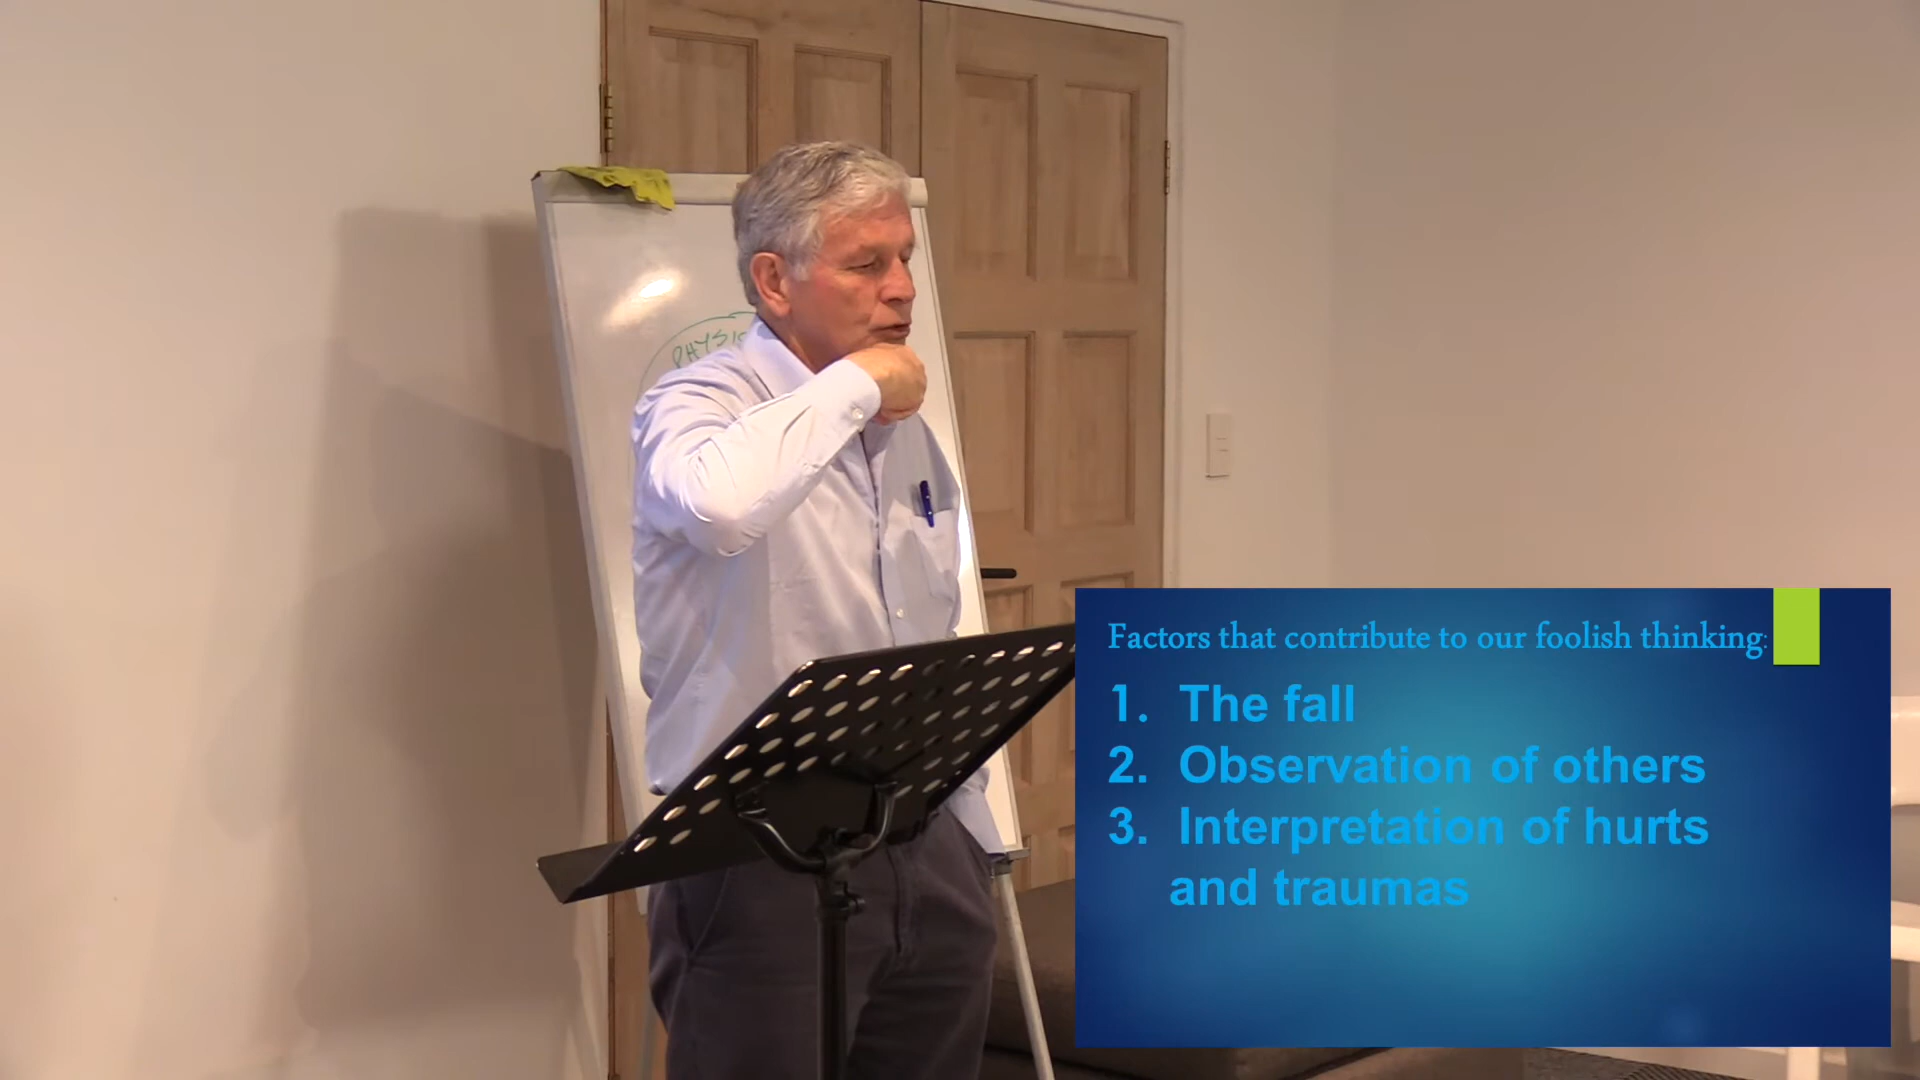 Factors that contribute to our foolish thinking:
1. The fall
2. Observation of others
3. Interpretation of hurts
and traumas